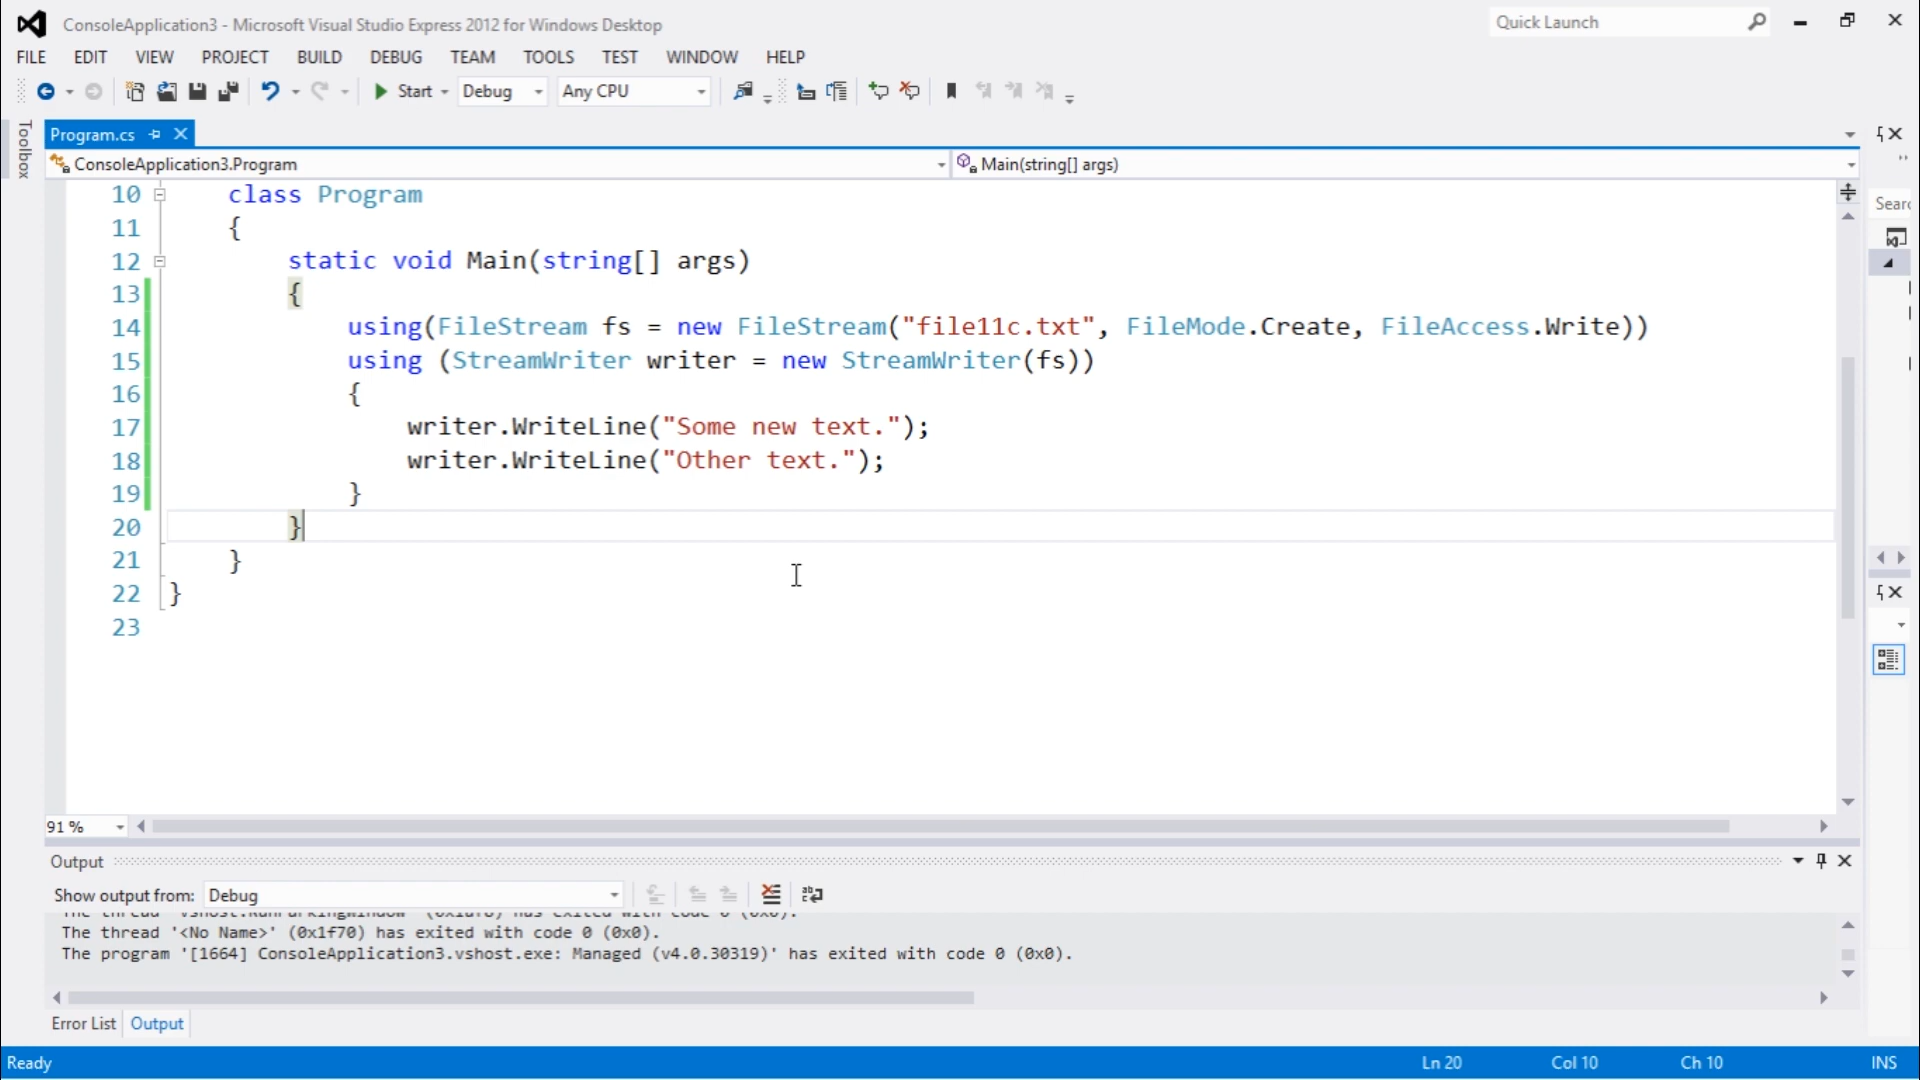 ConsoleApplication3 - Microsoft Visual Studio Express 2012 for Windows Desktop
Quick Launch
FILE EDIT VIEW PROJECT BUILD DEBUG TEAM TOOLS TEST WINDOW HELP
Start Debug Any CPU
Toolbox
Program.cs
ConsoleApplication3.Program
Main(string[] args)
10 class Program
11 {
12 static void Main(string[] args)
13 {
14 using(FileStream fs = new FileStream("file11c.txt", FileMode.Create, FileAccess.Write))
15 using (StreamWriter writer = new StreamWriter(fs))
16 {
17 writer.WriteLine("Some new text.");
18 writer.WriteLine("Other text.");
19 }
20 }
21 }
22 }
23
91 %
Output
Show output from: Debug
The thread '<No Name>' (0x1f70) has exited with code 0 (0x0).
The program '[1664] ConsoleApplication3.vshost.exe: Managed (v4.0.30319)' has exited with code 0 (0x0).
Error List Output
Ready
Ln 20 Col 10 Ch 10 INS